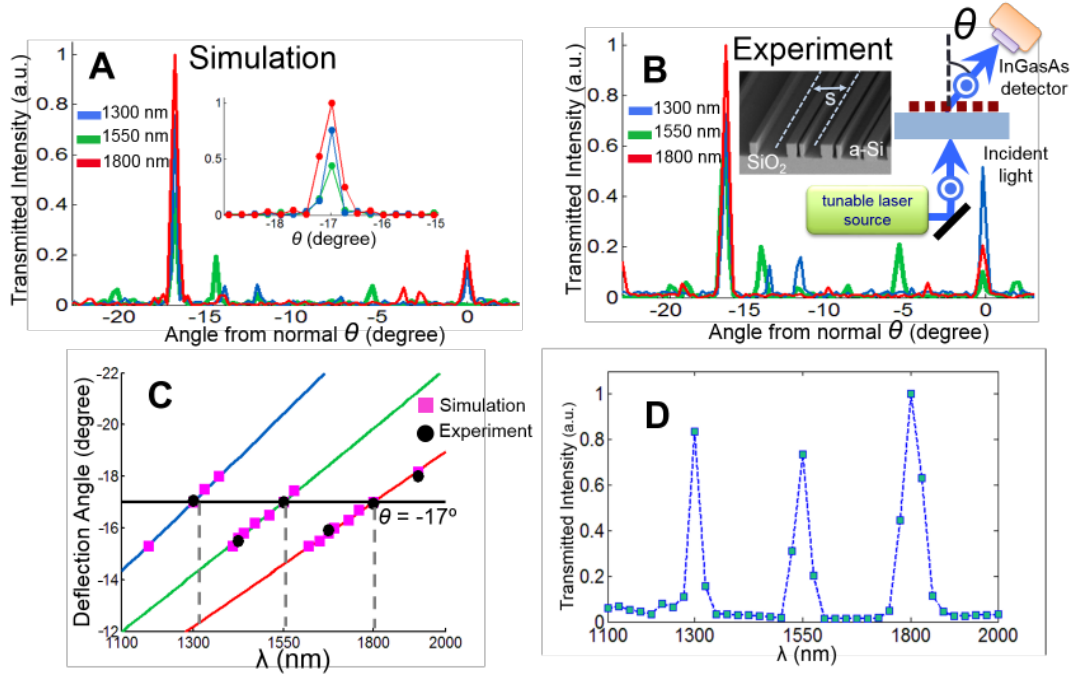 A
Simulation
Transmitted Intensity (a.u.)
1
0.8
0.6
0.4
0.2
0
1300 nm
1550 nm
1800 nm
1
0.5
0
-18
-17
-16
-15
θ (degree)
-20
-15
-10
-5
0
Angle from normal θ (degree)
B
Experiment
Transmitted Intensity (a.u.)
1
0.8
0.6
0.4
0.2
0
1300 nm
1550 nm
1800 nm
S
SiO2
a-Si
θ
InGasAs
detector
Incident
light
tunable laser
source
-20
-15
-10
-5
0
Angle from normal θ (degree)
C
Deflection Angle (degree)
-22
-20
-18
-16
-14
-12
Simulation
Experiment
θ = -17º
1100
1300
1550
1800
2000
λ (nm)
D
Transmitted Intensity (a.u.)
1
0.8
0.6
0.4
0.2
0
1100
1300
1550
1800
2000
λ (nm)